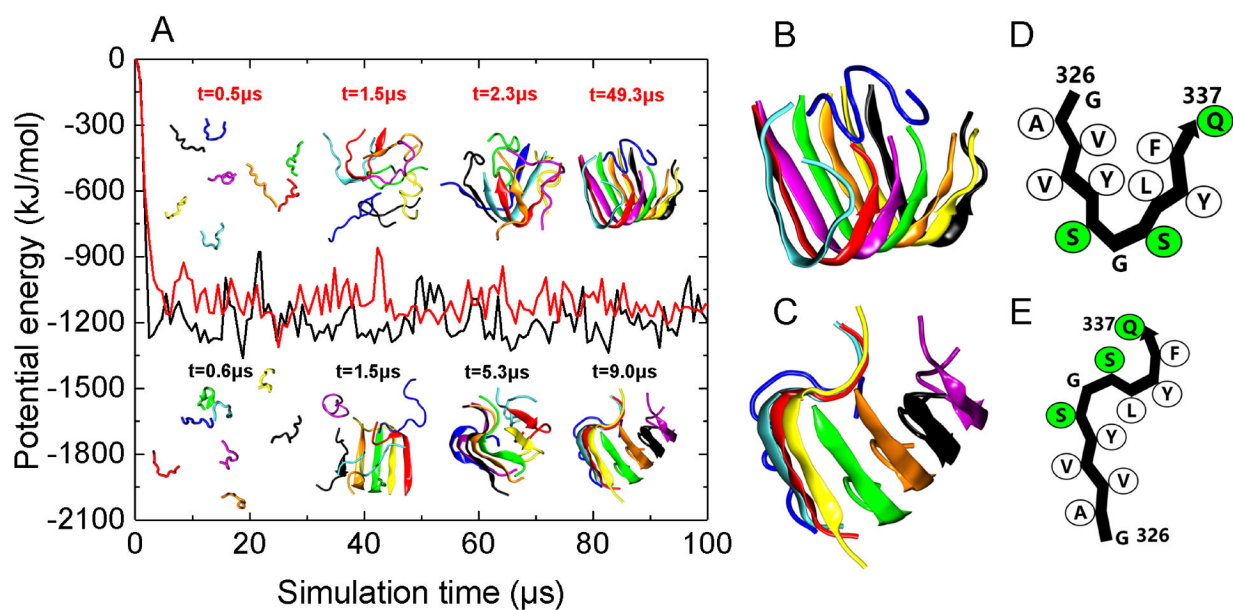 A
Potential energy (kJ/mol)
0
-300
-600
-900
-1200
-1500
-1800
-2100
t=0.5µs
t=1.5µs
t=2.3µs
t=49.3µs
t=0.6µs
t=1.5µs
t=5.3µs
t=9.0µs
0
20
40
60
80
100
Simulation time (µs)
B
C
D
326
G
A
V
V
Y
S
G
S
L
Y
F
337
Q
E
337
Q
F
S
G
Y
L
S
Y
V
V
A
G 326